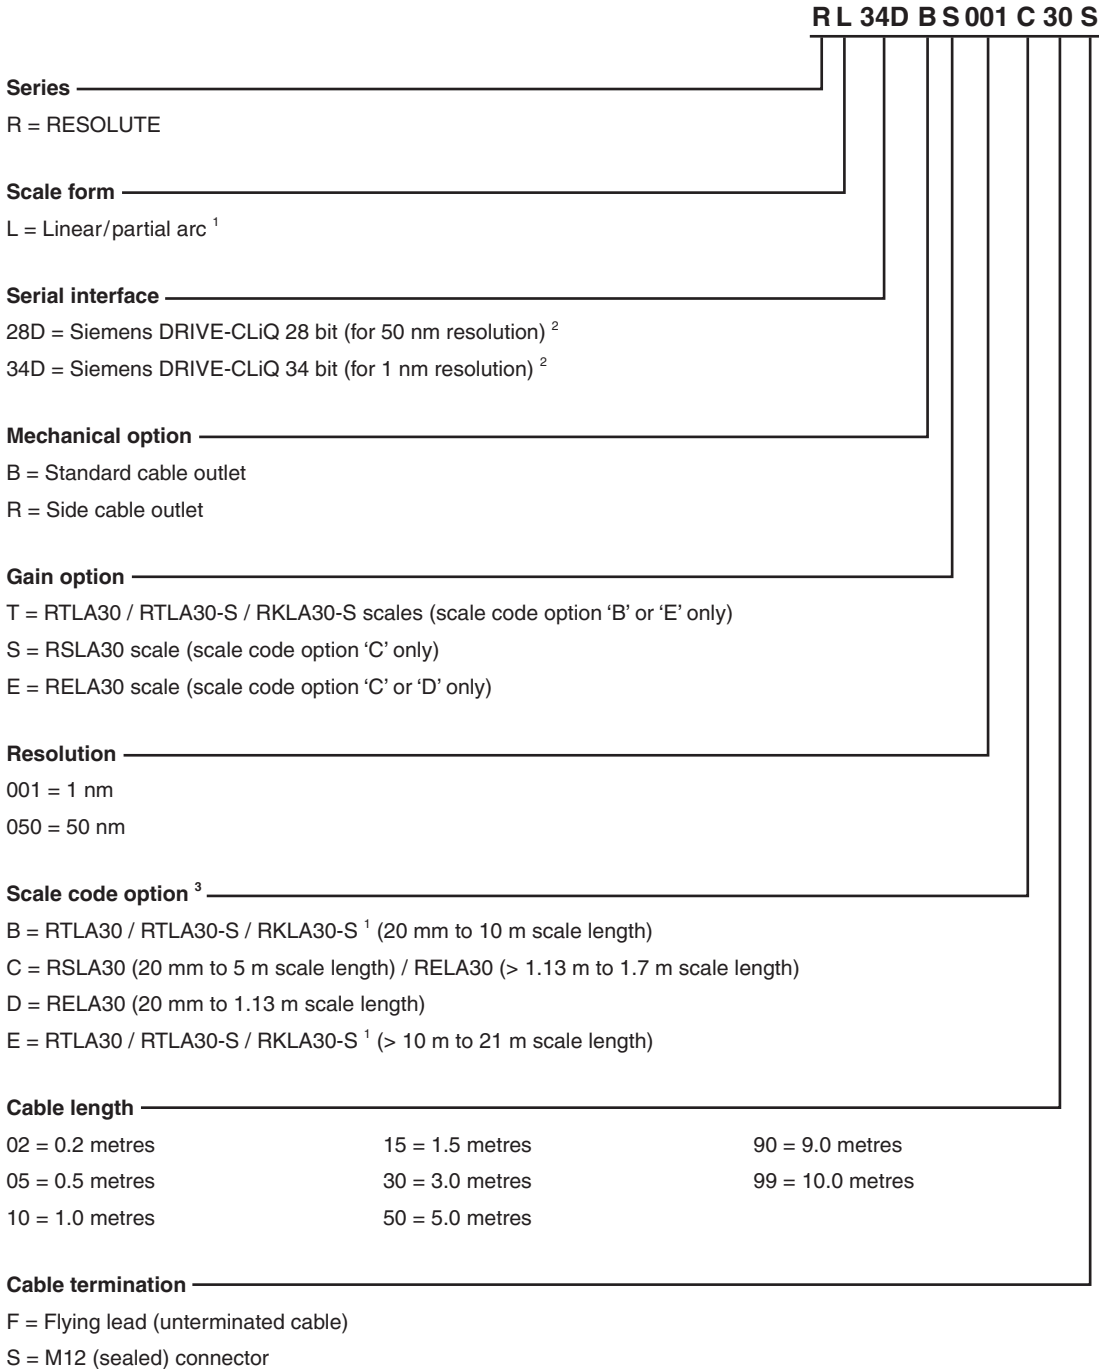 R L 34D B S 001 C 30 S
Series
R = RESOLUTE
Scale form
L = Linear/partial arc 1
Serial interface
28D = Siemens DRIVE-CLiQ 28 bit (for 50 nm resolution) 2
34D = Siemens DRIVE-CLiQ 34 bit (for 1 nm resolution) 2
Mechanical option
B = Standard cable outlet
R = Side cable outlet
Gain option
T = RTLA30 / RTLA30-S / RKLA30-S scales (scale code option ‘B’ or ‘E’ only)
S = RSLA30 scale (scale code option ‘C’ only)
E = RELA30 scale (scale code option ‘C’ or ‘D’ only)
Resolution
001 = 1 nm
050 = 50 nm
Scale code option 3
B = RTLA30 / RTLA30-S / RKLA30-S 1 (20 mm to 10 m scale length)
C = RSLA30 (20 mm to 5 m scale length) / RELA30 (> 1.13 m to 1.7 m scale length)
D = RELA30 (20 mm to 1.13 m scale length)
E = RTLA30 / RTLA30-S / RKLA30-S 1 (> 10 m to 21 m scale length)
Cable length
02 = 0.2 metres 15 = 1.5 metres 90 = 9.0 metres
05 = 0.5 metres 30 = 3.0 metres 99 = 10.0 metres
10 = 1.0 metres 50 = 5.0 metres
Cable termination
F = Flying lead (unterminated cable)
S = M12 (sealed) connector